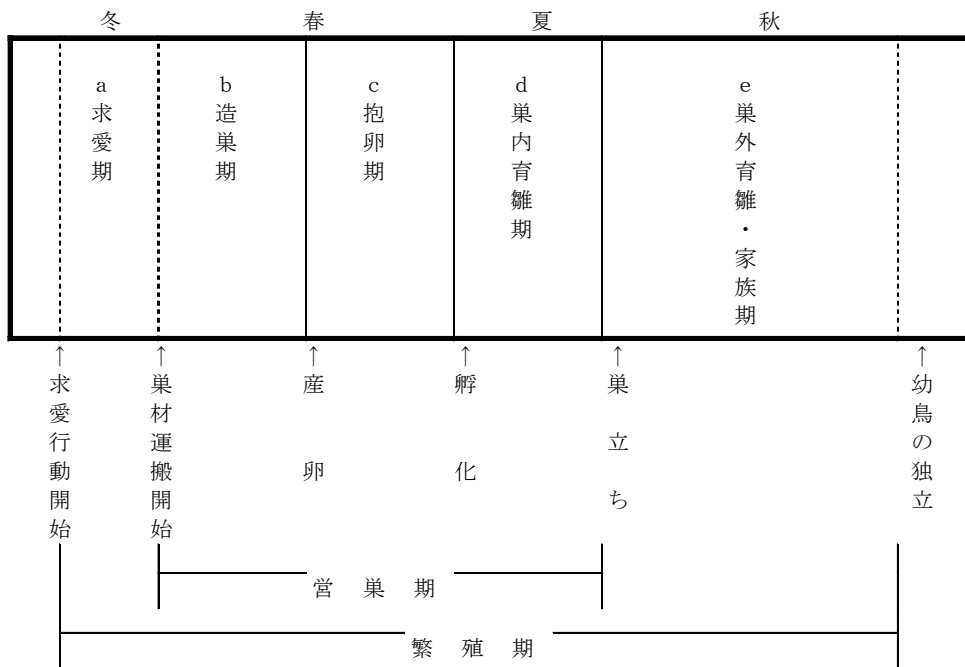 冬　春　夏　秋
a 求愛期
b 造巣期
c 抱卵期
d 巣内育雛期
e 巣外育雛・家族期
↑求愛行動開始
↑巣材運搬開始
↑産卵
↑孵化
↑巣立ち
↑幼鳥の独立
営巣期
繁殖期